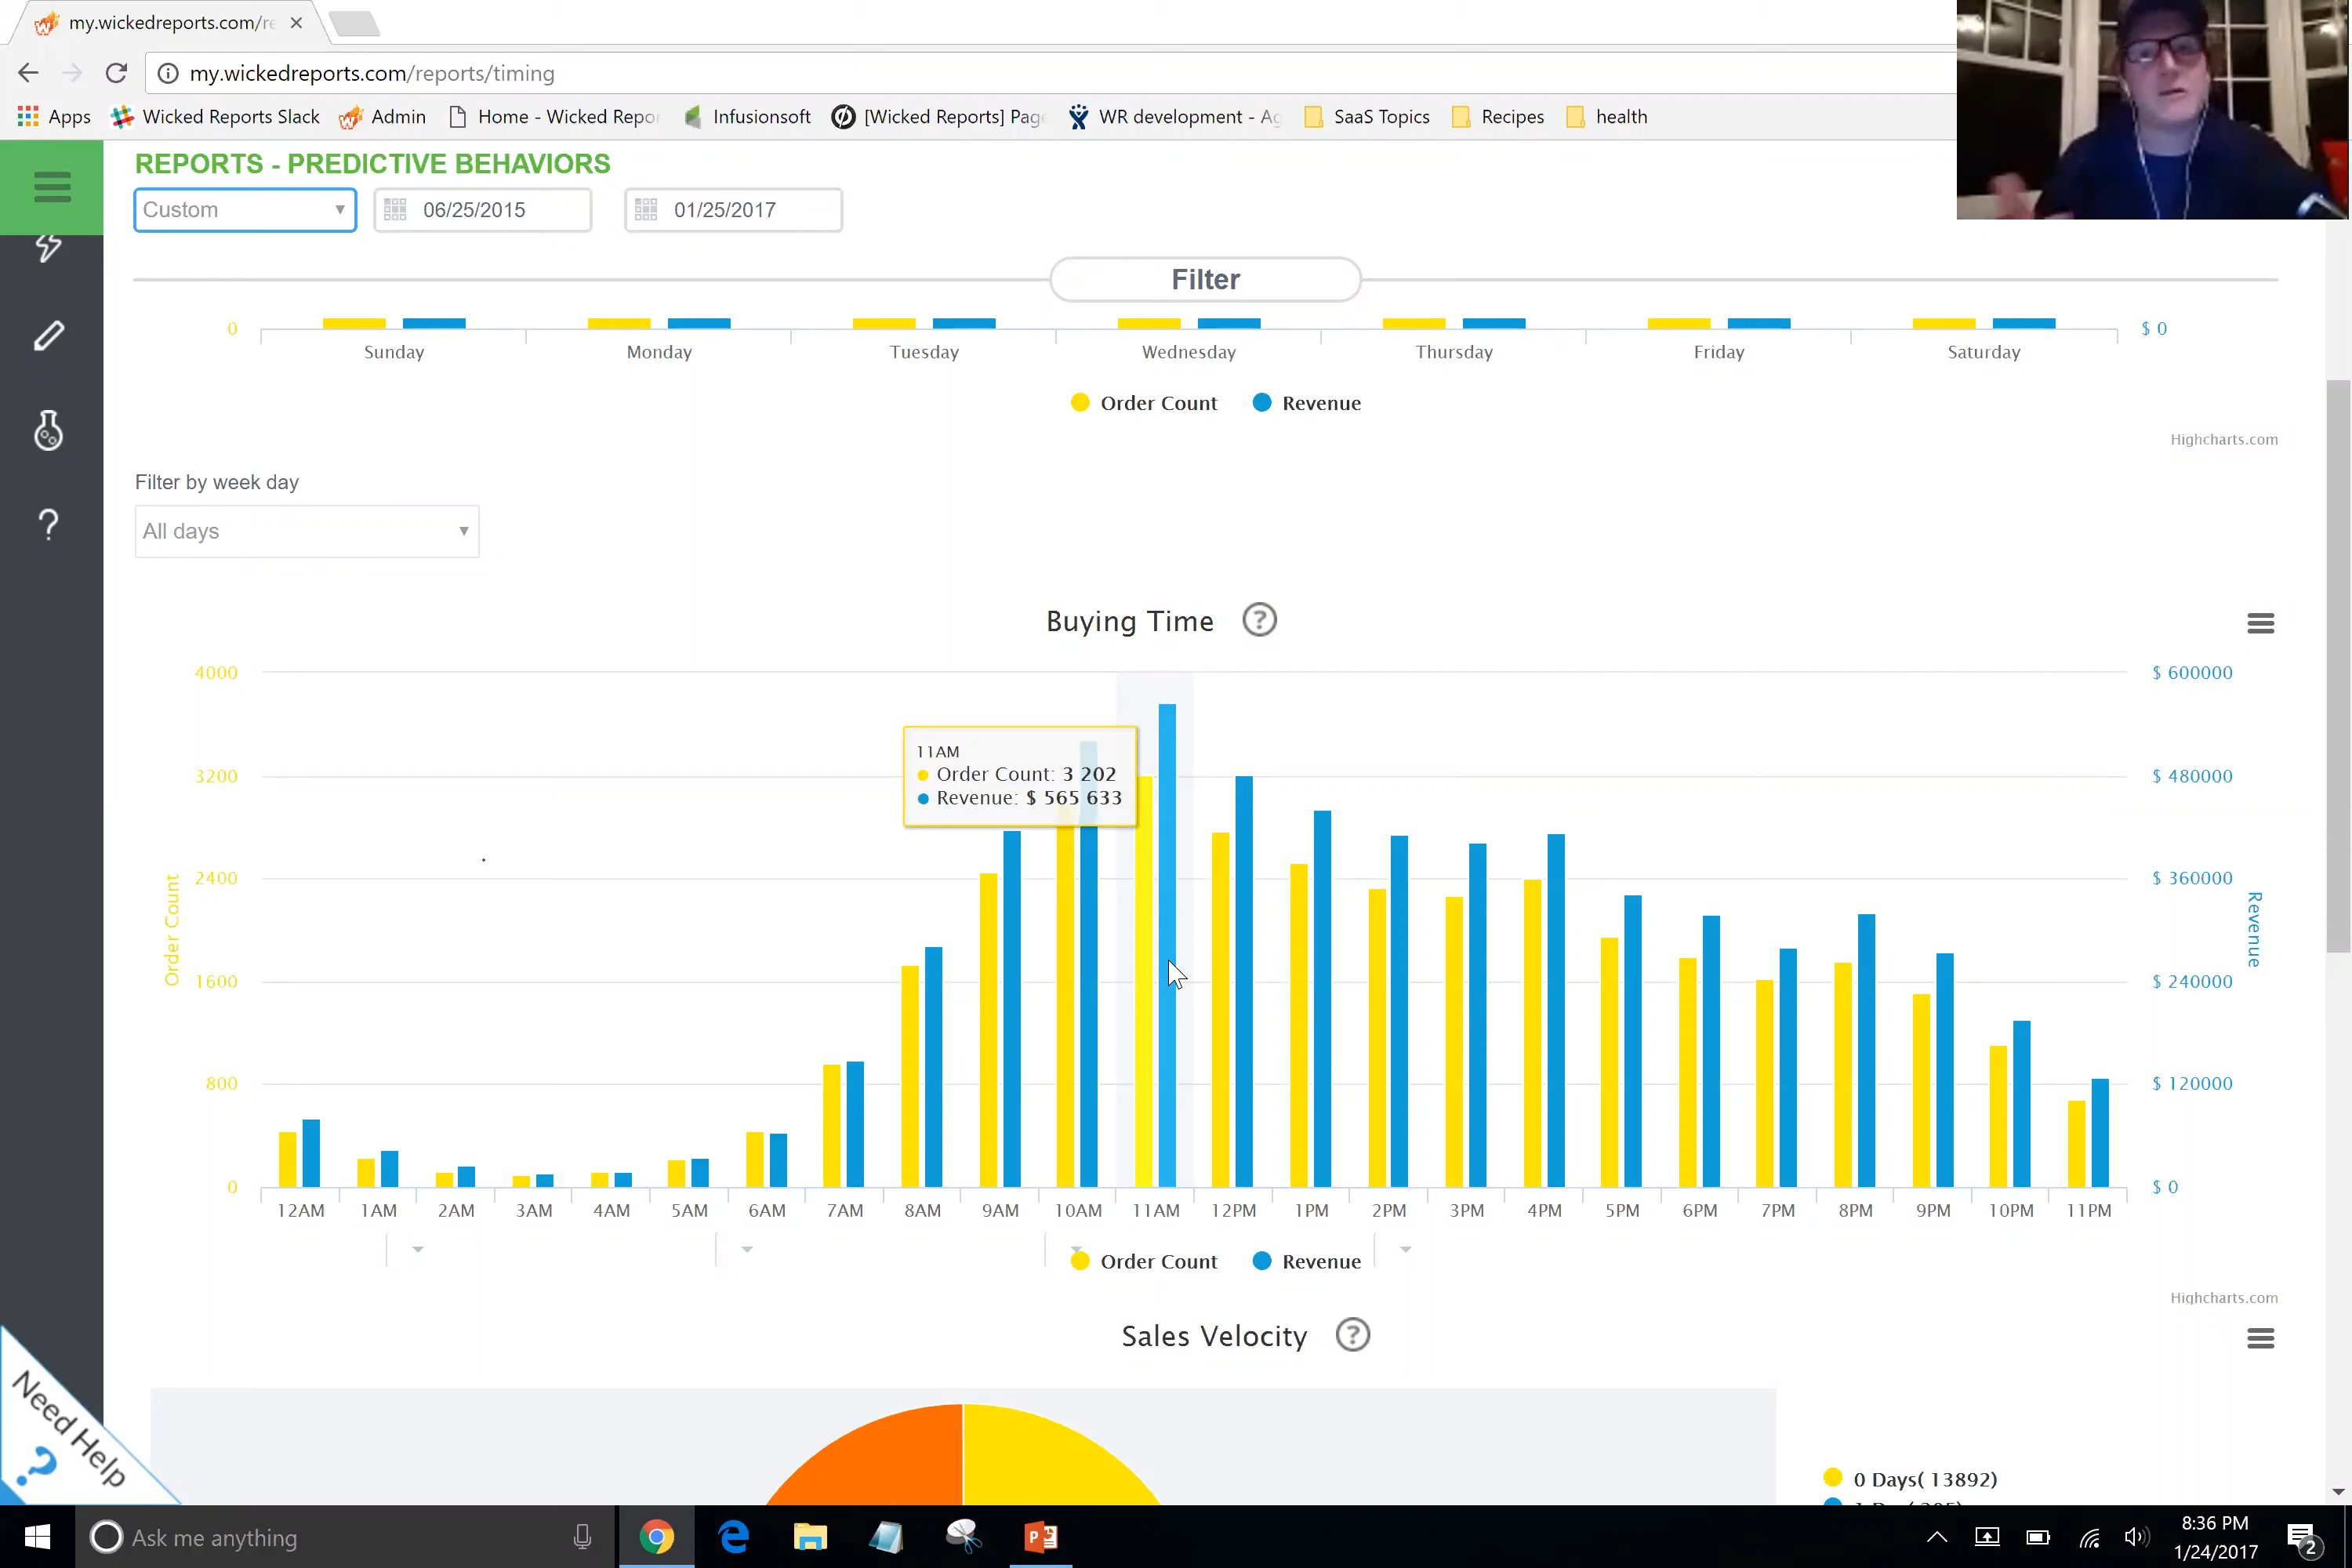 my.wickedreports.com/re
my.wickedreports.com/reports/timing
Apps Wicked Reports Slack Admin Home - Wicked Repor Infusionsoft [Wicked Reports] Page WR development - Ag SaaS Topics Recipes health
REPORTS - PREDICTIVE BEHAVIORS
Custom 06/25/2015 01/25/2017
Filter
0 $ 0
Sunday Monday Tuesday Wednesday Thursday Friday Saturday
Order Count Revenue
Highcharts.com
Filter by week day
All days
Buying Time ?
4000 $ 600000
11AM
Order Count: 3 202
Revenue: $ 565 633
3200 $ 480000
2400 $ 360000
Order Count
Revenue
1600 $ 240000
800 $ 120000
0 $ 0
12AM 1AM 2AM 3AM 4AM 5AM 6AM 7AM 8AM 9AM 10AM 11AM 12PM 1PM 2PM 3PM 4PM 5PM 6PM 7PM 8PM 9PM 10PM 11PM
Order Count Revenue
Highcharts.com
Sales Velocity ?
Need Help
?
0 Days( 13892)
Ask me anything
8:36 PM
1/24/2017
2